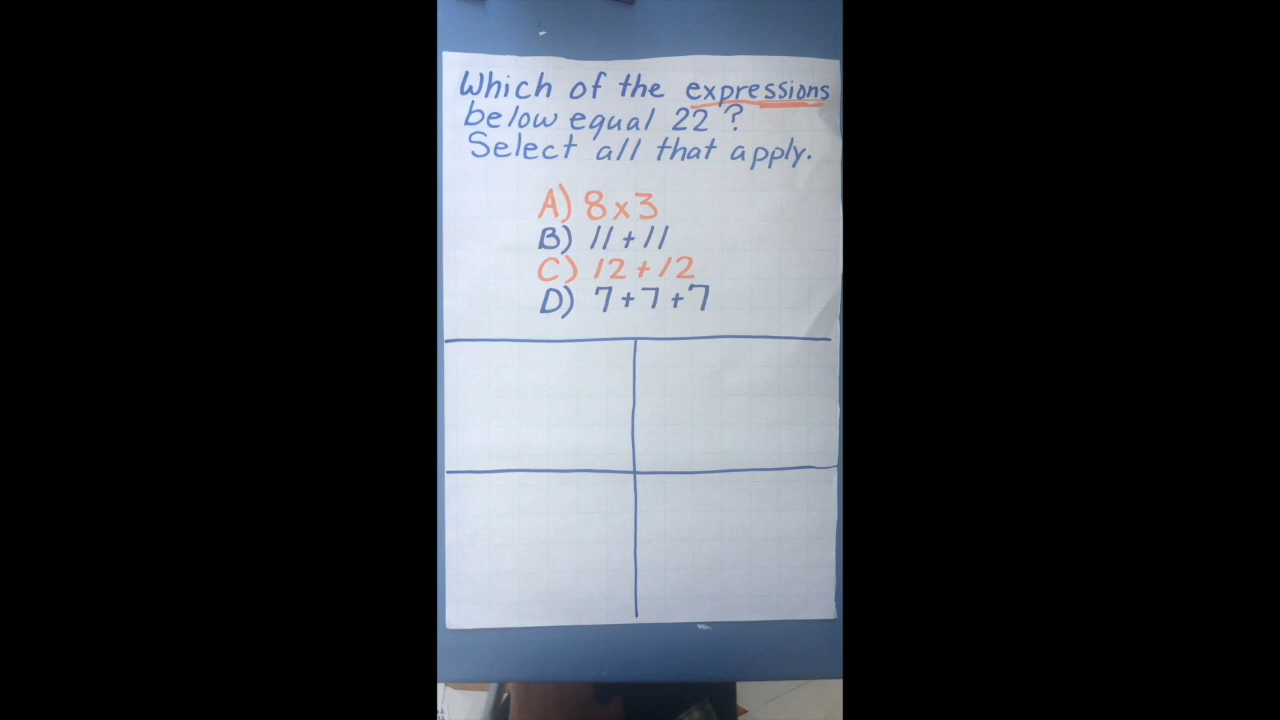 Which of the expressions
below equal 22?
Select all that apply.
A) 8 x 3
B) 11 + 11
C) 12 + 12
D) 7 + 7 + 7